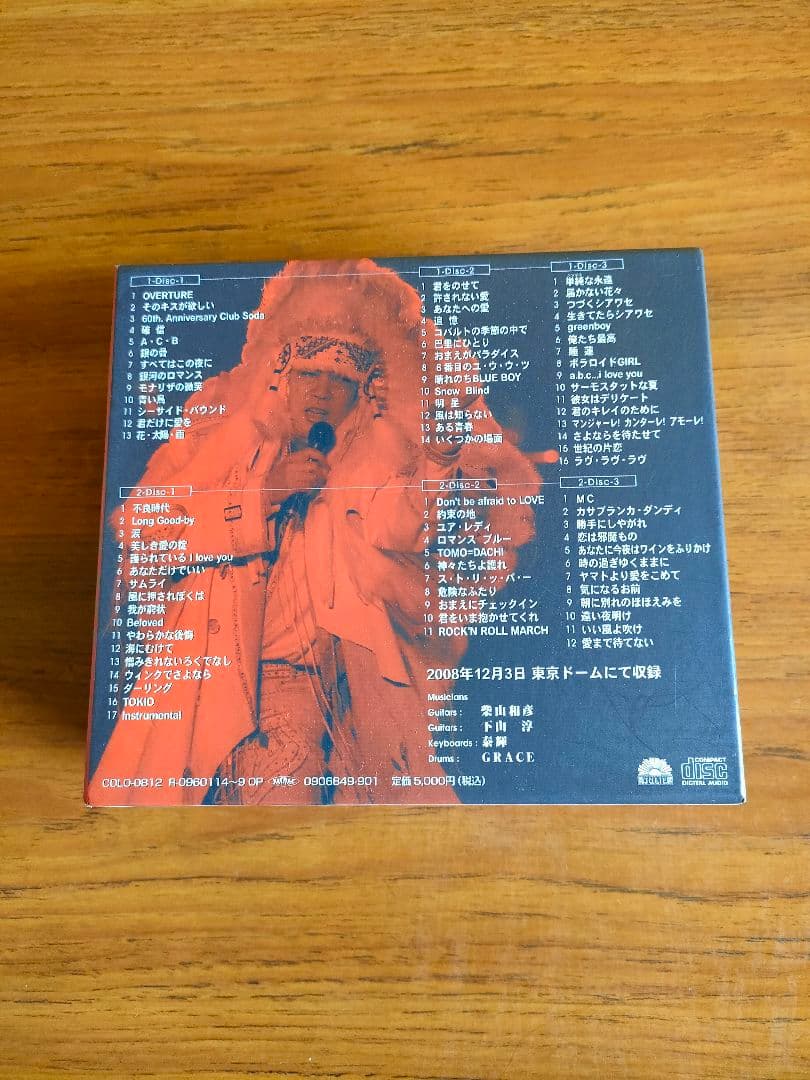 1-Disc-1
1 OVERTURE
2 そのキスが欲しい
3 60th. Anniversary Club Soda
4 確信
5 A・C・B
6 銀の骨
7 すべてはこの夜に
8 銀河のロマンス
9 モナリザの微笑
10 青い鳥
11 シーサイド・バウンド
12 君だけに愛を
13 花・太陽・雨
1-Disc-2
1 君をのせて
2 許されない愛
3 あなたへの愛
4 追憶
5 コバルトの季節の中で
6 巴里にひとり
7 おまえがパラダイス
8 6番目のユ・ウ・ウ・ツ
9 晴れのちBLUE BOY
10 Snow Blind
11 明星
12 風は知らない
13 ある青春
14 いくつかの場面
1-Disc-3
1 単純な永遠
2 届かない花々
3 つづくシアワセ
4 生きてたらシアワセ
5 greenboy
6 俺たち最高
7 睡蓮
8 ポラロイドGIRL
9 a.b.c...i love you
10 サーモスタットな夏
11 彼女はデリケート
12 君のキレイのために
13 マンジャーレ! カンターレ! アモーレ!
14 さよならを待たせて
15 世紀の片恋
16 ラヴ・ラヴ・ラヴ
2-Disc-1
1 不良時代
2 Long Good-by
3 涙
4 美しき愛の掟
5 護られている I love you
6 あなただけでいい
7 サムライ
8 風に押されぼくは
9 我が窮状
10 Beloved
11 やわらかな後悔
12 海にむけて
13 憎みきれないろくでなし
14 ウィンクでさよなら
15 ダーリング
16 TOKIO
17 Instrumental
2-Disc-2
1 Don't be afraid to LOVE
2 約束の地
3 ユア・レディ
4 ロマンス ブルー
5 TOMO=DACHI
6 神々たちよ護れ
7 ス・ト・リ・ッ・パ・ー
8 危険なふたり
9 おまえにチェックイン
10 君をいま抱かせてくれ
11 ROCK'N ROLL MARCH
2-Disc-3
1 MC
2 カサブランカ・ダンディ
3 勝手にしやがれ
4 恋は邪魔もの
5 あなたに今夜はワインをふりかけ
6 時の過ぎゆくままに
7 ヤマトより愛をこめて
8 気になるお前
9 朝に別れのほほえみを
10 遠い夜明け
11 いい風よ吹け
12 愛まで待てない
2008年12月3日 東京ドームにて収録
Musicians
Guitars: 柴山和彦
Guitars: 下山 淳
Keyboards: 泰輝
Drums: GRACE
COLO-0812 R-0960114~9 OP 0906649-901 定価5,000円(税込)
COMPACT
disc
DIGITAL AUDIO